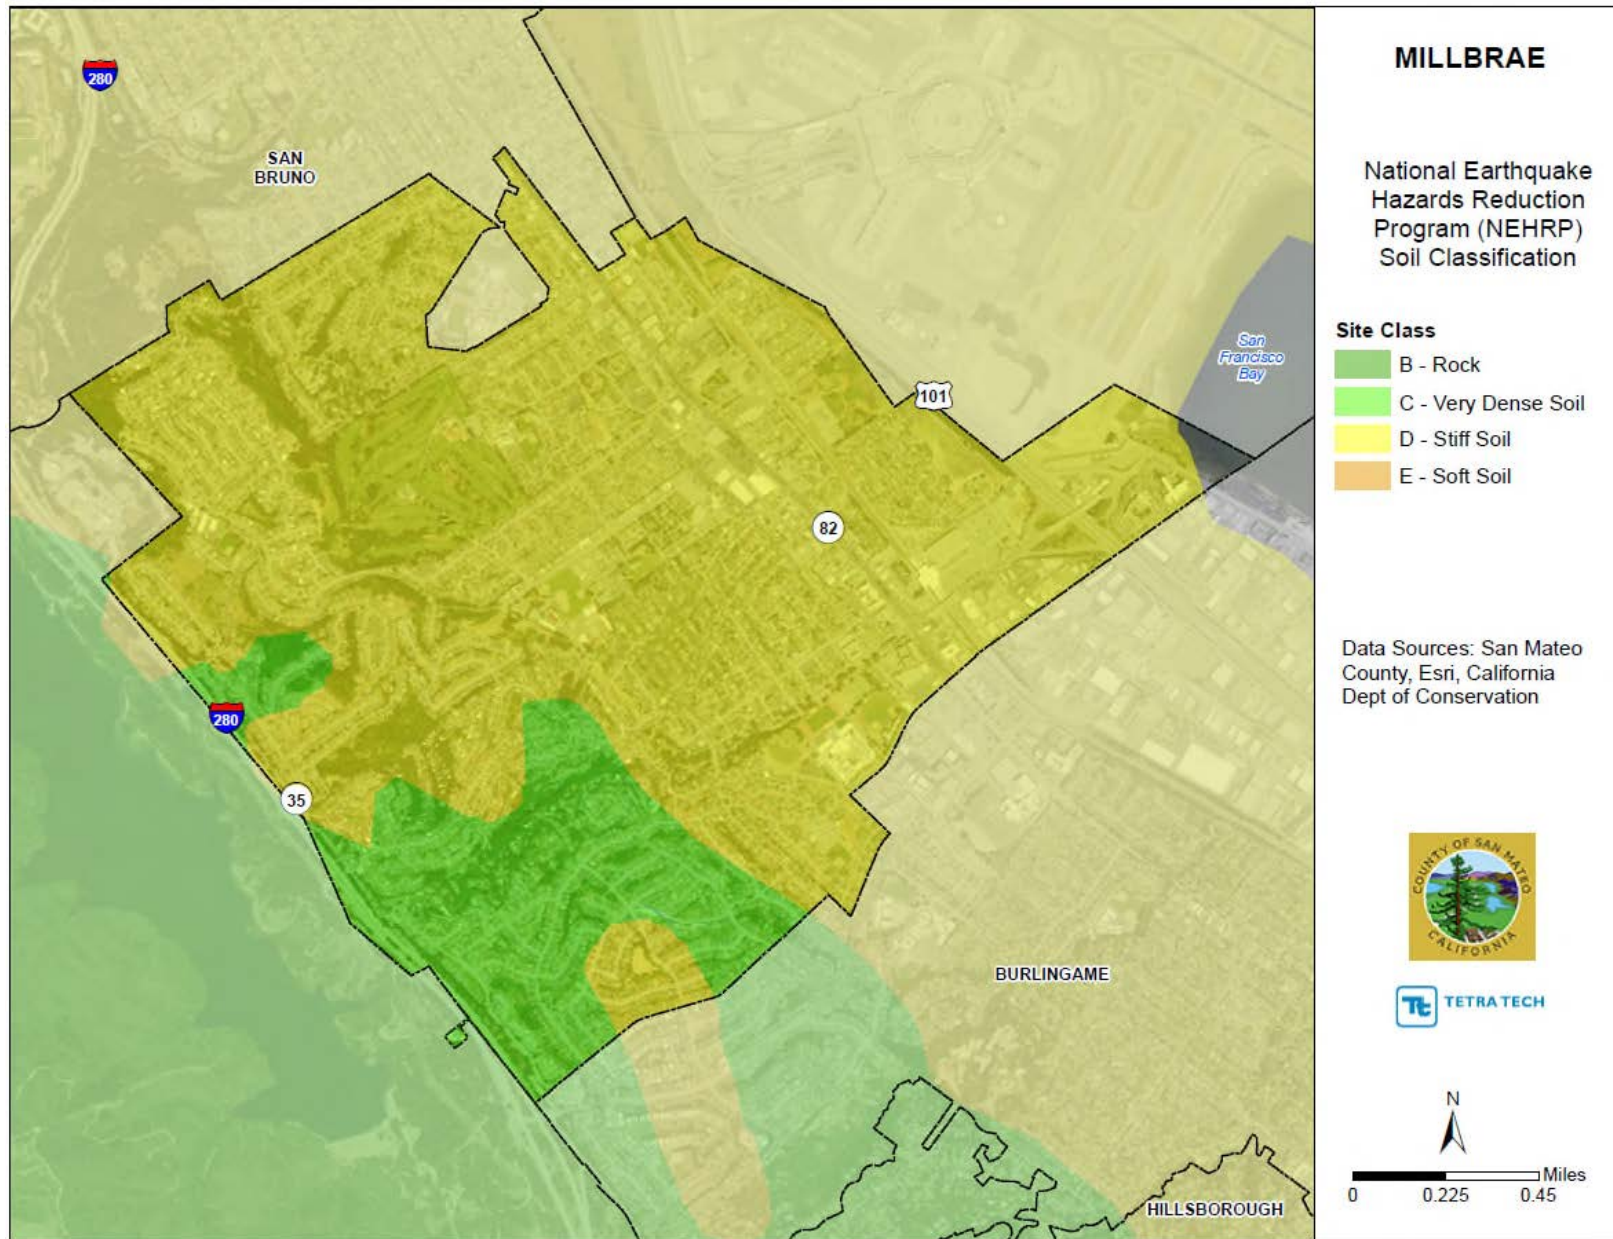 280
SAN
BRUNO
San
Francisco
Bay
101
82
280
35
BURLINGAME
HILLSBOROUGH
MILLBRAE
National Earthquake
Hazards Reduction
Program (NEHRP)
Soil Classification
Site Class
B - Rock
C - Very Dense Soil
D - Stiff Soil
E - Soft Soil
Data Sources: San Mateo
County, Esri, California
Dept of Conservation
COUNTY OF SAN MATEO
CALIFORNIA
Tt TETRA TECH
N
Miles
0 0.225 0.45